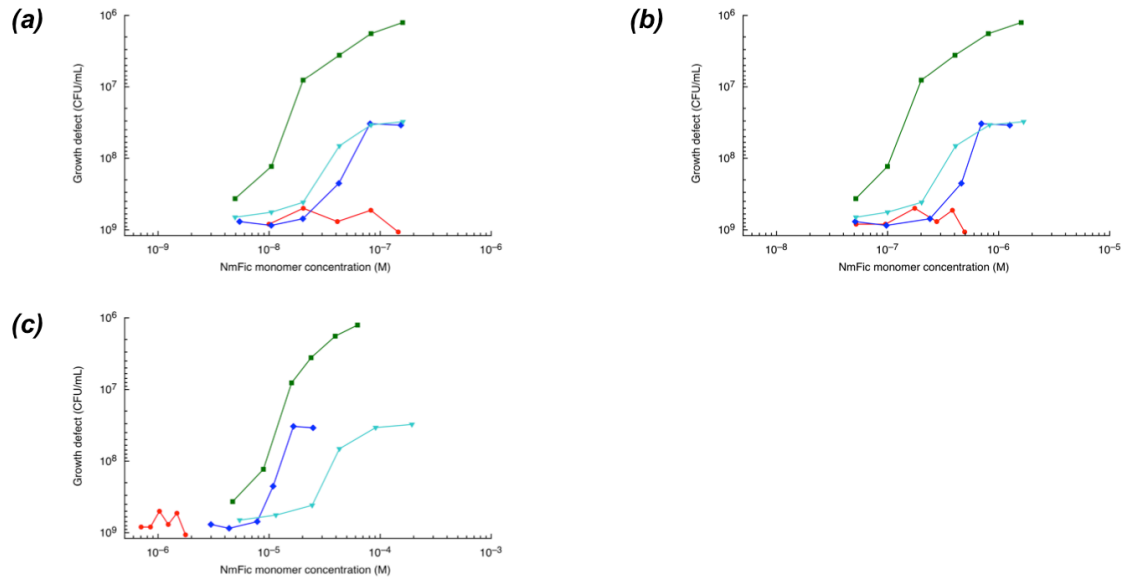 (a)
Growth defect (CFU/mL)
10⁶
10⁷
10⁸
10⁹
10⁻⁹ 10⁻⁸ 10⁻⁷ 10⁻⁶
NmFic monomer concentration (M)
(b)
Growth defect (CFU/mL)
10⁶
10⁷
10⁸
10⁹
10⁻⁸ 10⁻⁷ 10⁻⁶ 10⁻⁵
NmFic monomer concentration (M)
(c)
Growth defect (CFU/mL)
10⁶
10⁷
10⁸
10⁹
10⁻⁶ 10⁻⁵ 10⁻⁴ 10⁻³
NmFic monomer concentration (M)